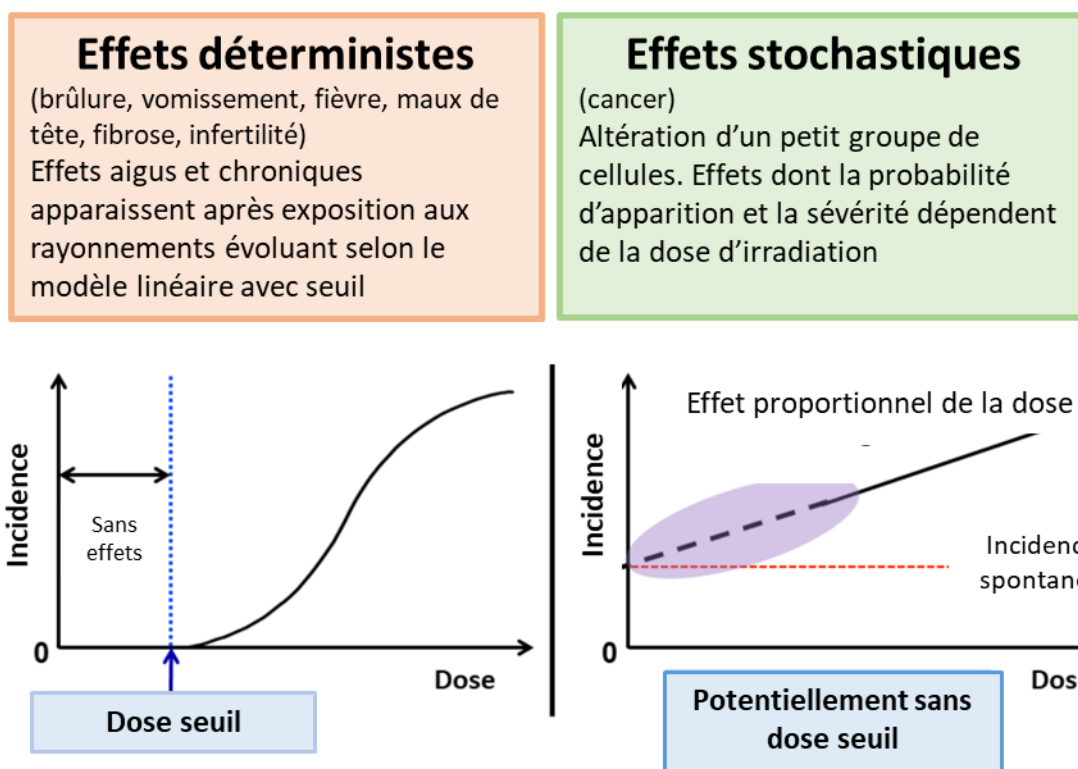 Effets déterministes
(brûlure, vomissement, fièvre, maux de
tête, fibrose, infertilité)
Effets aigus et chroniques
apparaissent après exposition aux
rayonnements évoluant selon le
modèle linéaire avec seuil
Effets stochastiques
(cancer)
Altération d'un petit groupe de
cellules. Effets dont la probabilité
d'apparition et la sévérité dépendent
de la dose d'irradiation
Incidence
Sans
effets
0
Dose
Dose seuil
Effet proportionnel de la dose
Incidence
Incidenc
spontané
0
Dos
Potentiellement sans
dose seuil